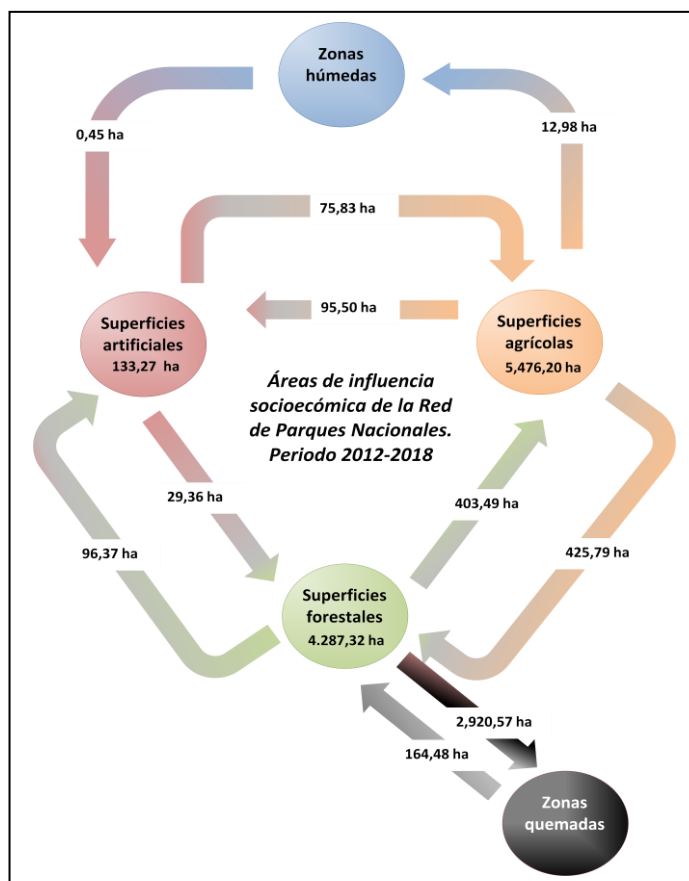 Zonas
húmedas
0,45 ha
12,98 ha
75,83 ha
95,50 ha
Superficies
artificiales
133,27 ha
Superficies
agrícolas
5,476,20 ha
Áreas de influencia
socioecómica de la Red
de Parques Nacionales.
Periodo 2012-2018
29,36 ha
403,49 ha
96,37 ha
425,79 ha
Superficies
forestales
4.287,32 ha
2,920,57 ha
164,48 ha
Zonas
quemadas